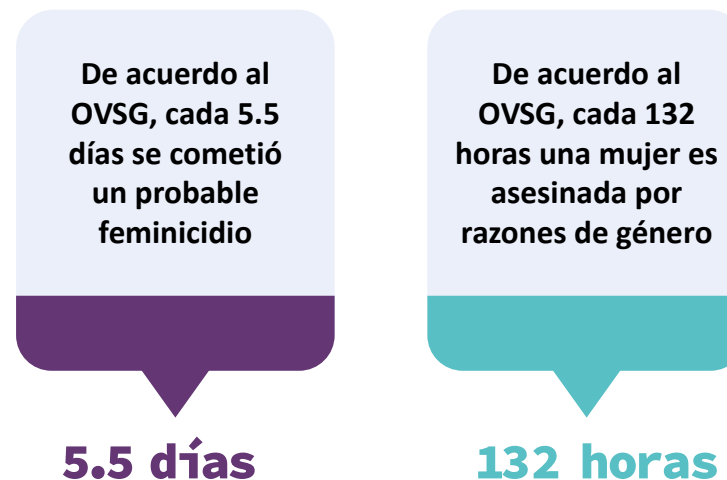 De acuerdo al
OVSG, cada 5.5
días se cometió
un probable
feminicidio
5.5 días
De acuerdo al
OVSG, cada 132
horas una mujer es
asesinada por
razones de género
132 horas